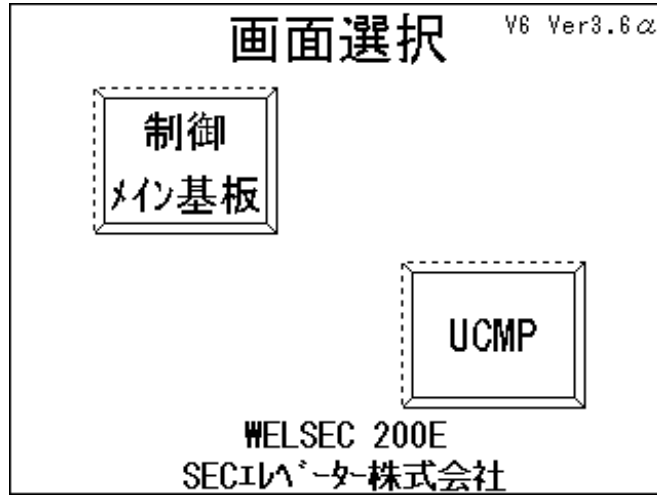 画面選択
V6 Ver3.6α
制御
ﾒｲﾝ基板
UCMP
WELSEC 200E
SECｴﾚﾍﾞｰﾀｰ株式会社